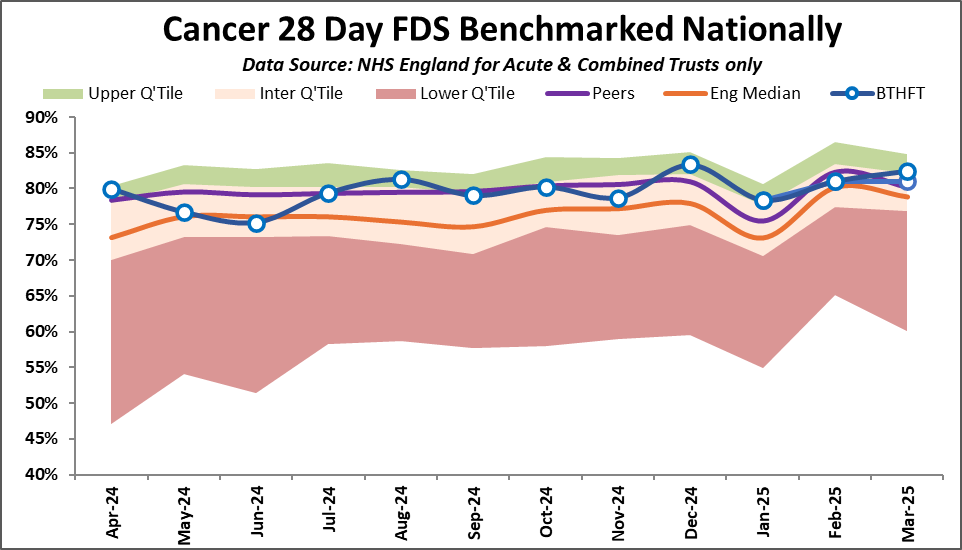 Cancer 28 Day FDS Benchmarked Nationally
Data Source: NHS England for Acute & Combined Trusts only
Upper Q'Tile Inter Q'Tile Lower Q'Tile Peers Eng Median BTHFT
90%
85%
80%
75%
70%
65%
60%
55%
50%
45%
40%
Apr-24 May-24 Jun-24 Jul-24 Aug-24 Sep-24 Oct-24 Nov-24 Dec-24 Jan-25 Feb-25 Mar-25